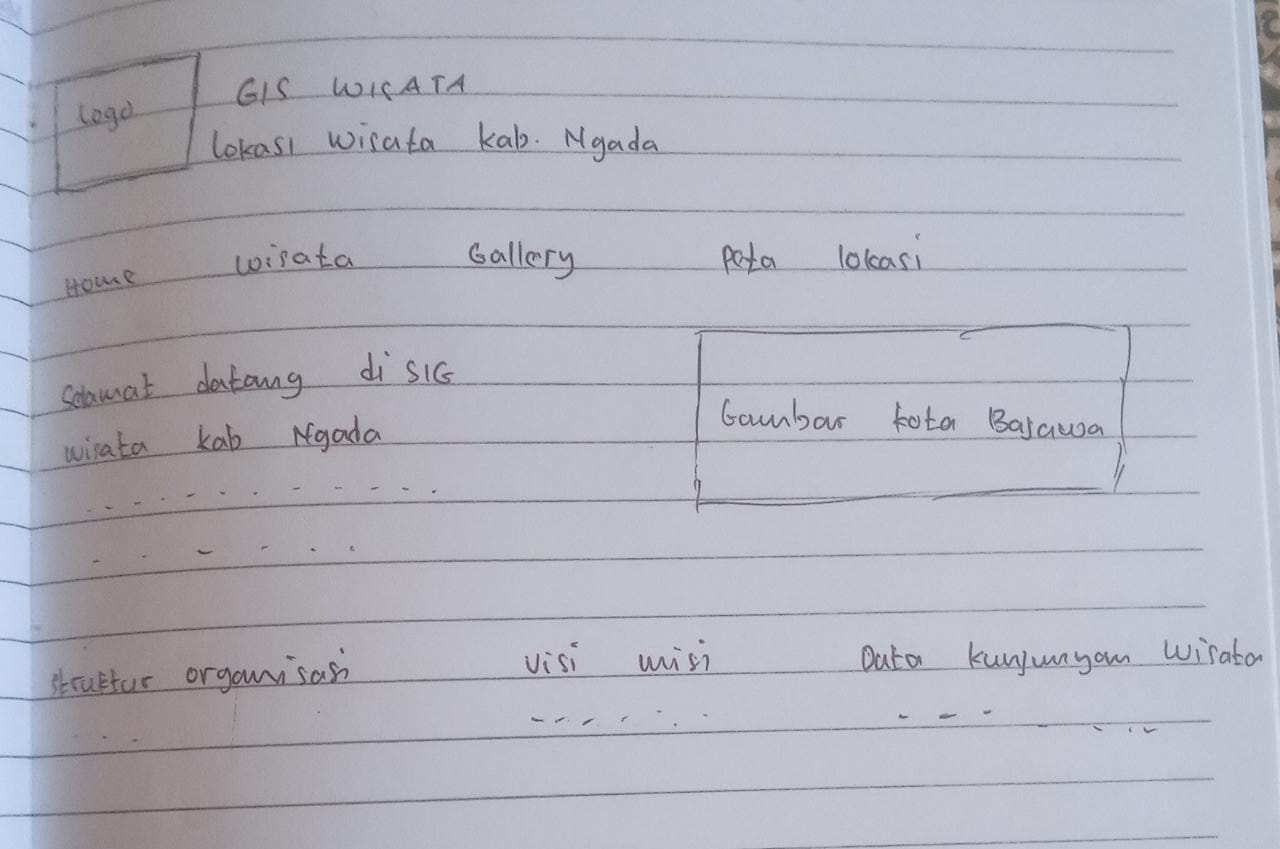 Logo
GIS WISATA
lokasi wisata kab. Ngada
Home wisata Gallery Peta lokasi
Selamat datang di SIG
wisata kab Ngada
Gambar kota Bajawa
struktur organisasi visi misi Data kunjungan wisata